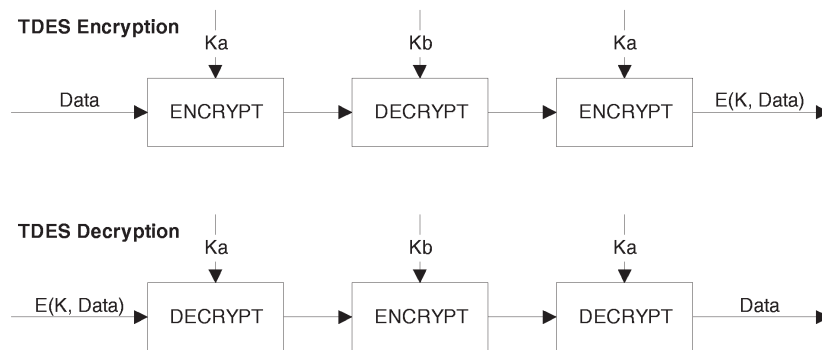 TDES Encryption
Ka Kb Ka
Data ENCRYPT DECRYPT ENCRYPT E(K, Data)
TDES Decryption
Ka Kb Ka
E(K, Data) DECRYPT ENCRYPT DECRYPT Data